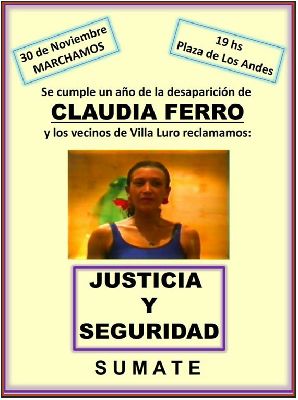 30 de Noviembre
MARCHAMOS
19 hs
Plaza de Los Andes
Se cumple un año de la desaparición de
CLAUDIA FERRO
y los vecinos de Villa Luro reclamamos:
JUSTICIA
Y
SEGURIDAD
SUMATE